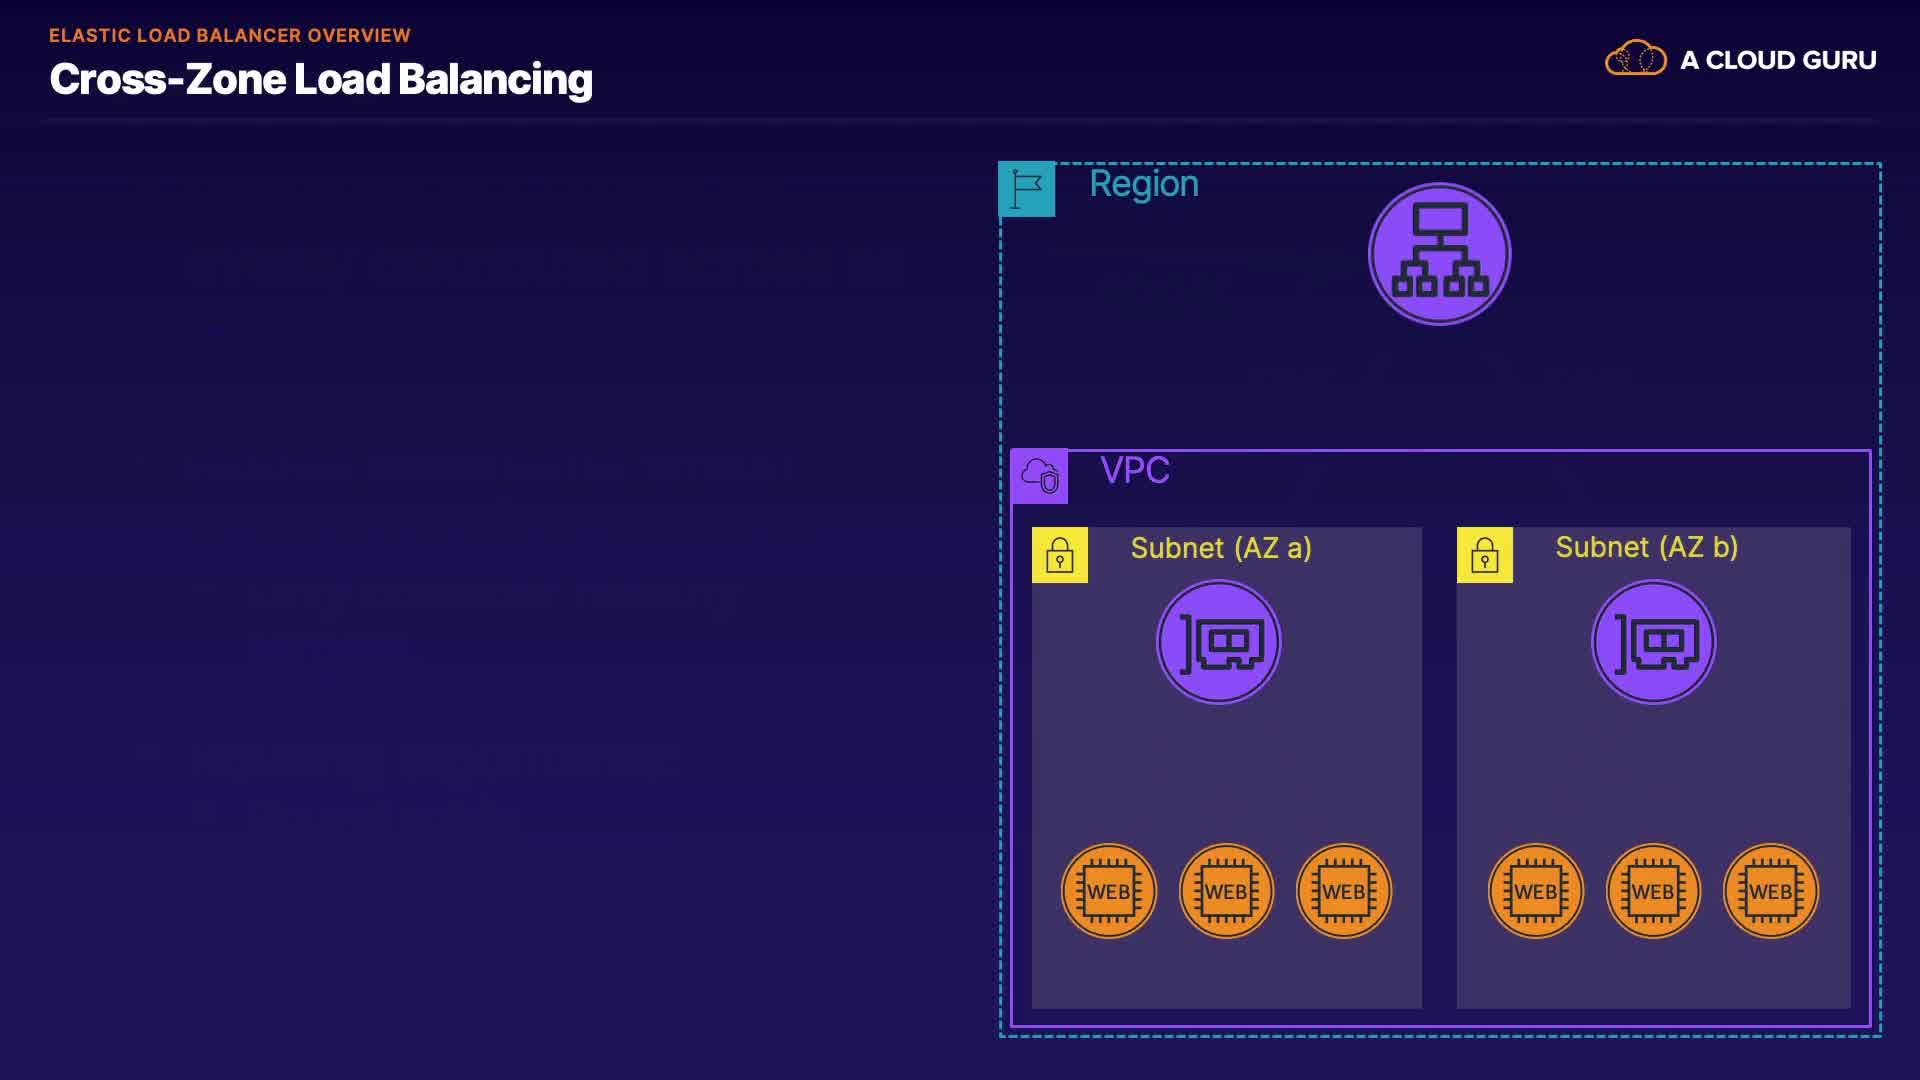 ELASTIC LOAD BALANCER OVERVIEW
Cross-Zone Load Balancing
A CLOUD GURU
Region
VPC
Subnet (AZ a)
Subnet (AZ b)
WEB WEB WEB
WEB WEB WEB